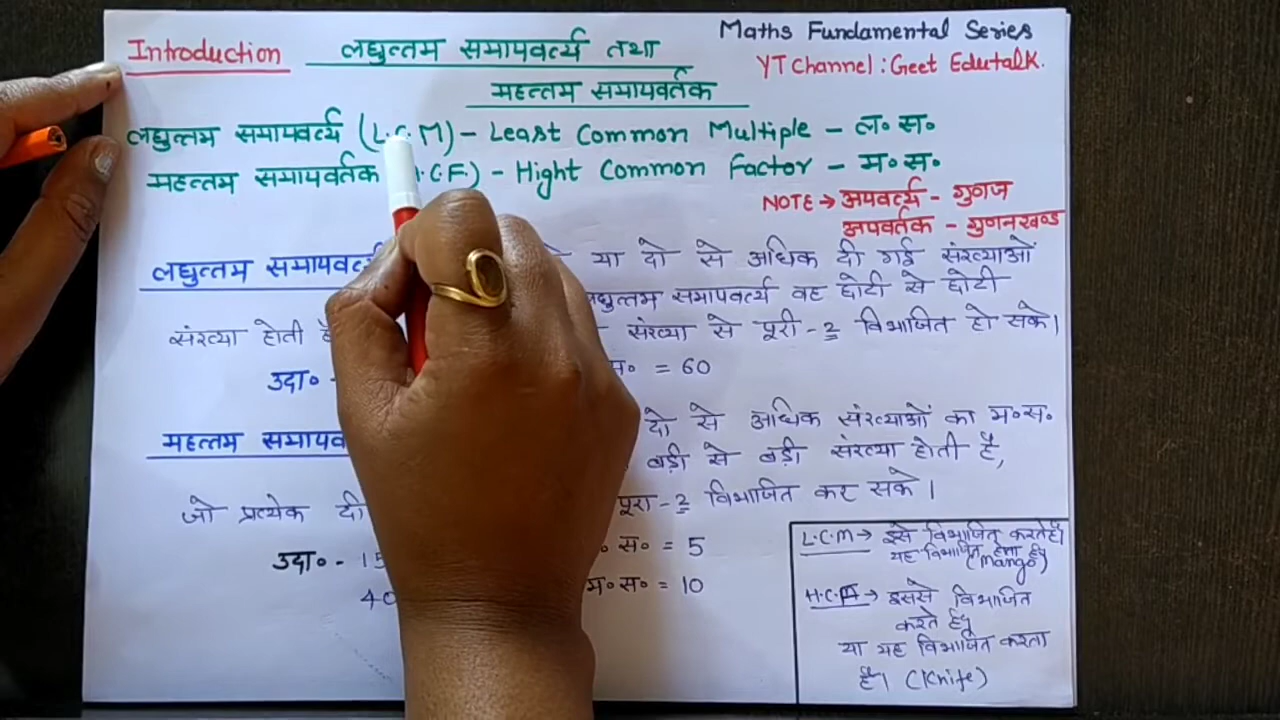 Introduction लघुत्तम समापवर्त्य तथा
महत्तम समापवर्तक
Maths Fundamental Series
YT Channel : Geet Edutalk.
लघुत्तम समापवर्त्य (L.C.M) - Least Common Multiple - ल० स०
महत्तम समापवर्तक .C.F.) - Hight Common Factor - म० स०
NOTE → अपवर्त्य - गुणज
अपवर्तक - गुणनखण्ड
लघुत्तम समापवर्त्य या दो से अधिक दी गई संख्याओं
लघुत्तम समापवर्त्य वह छोटी से छोटी
संख्या होती है संख्या से पूरी-2 विभाजित हो सके।
उदा० - स० = 60
महत्तम समापव दो से अधिक संख्याओं का म०स०
बड़ी से बड़ी संख्या होती है,
जो प्रत्येक दी पूरा-2 विभाजित कर सके।
उदा० - 15 स० = 5
40 म०स० = 10
L.C.M → इसे विभाजित करते हैं।
यह विभाजित होता है
(Mango)
H.C.F → इससे विभाजित
करते हैं
या यह विभाजित करता
है। (Knife)